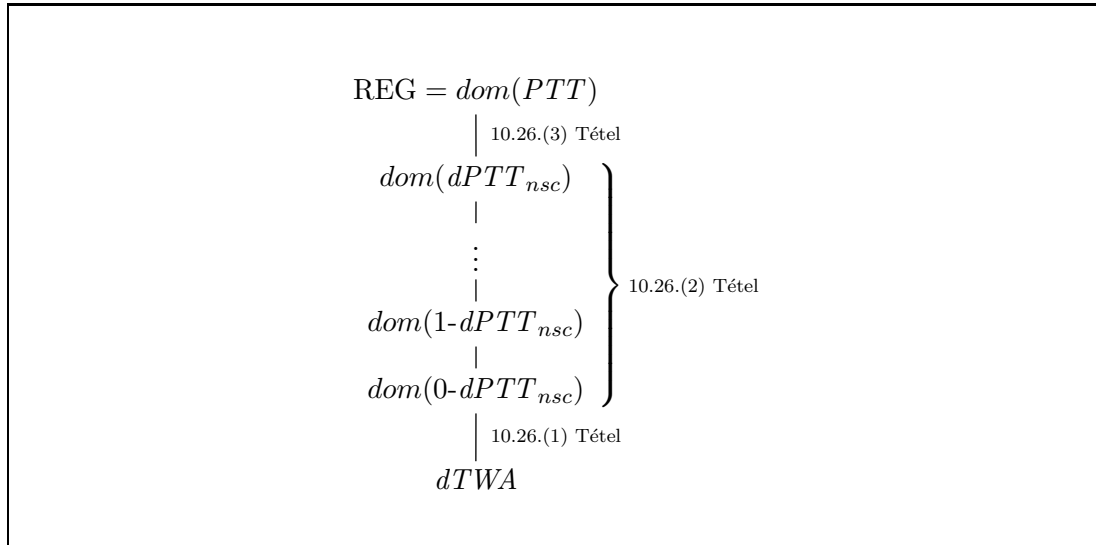 REG = dom(PTT)
10.26.(3) Tétel
dom(dPTT_nsc)
⋮
10.26.(2) Tétel
dom(1-dPTT_nsc)
dom(0-dPTT_nsc)
10.26.(1) Tétel
dTWA